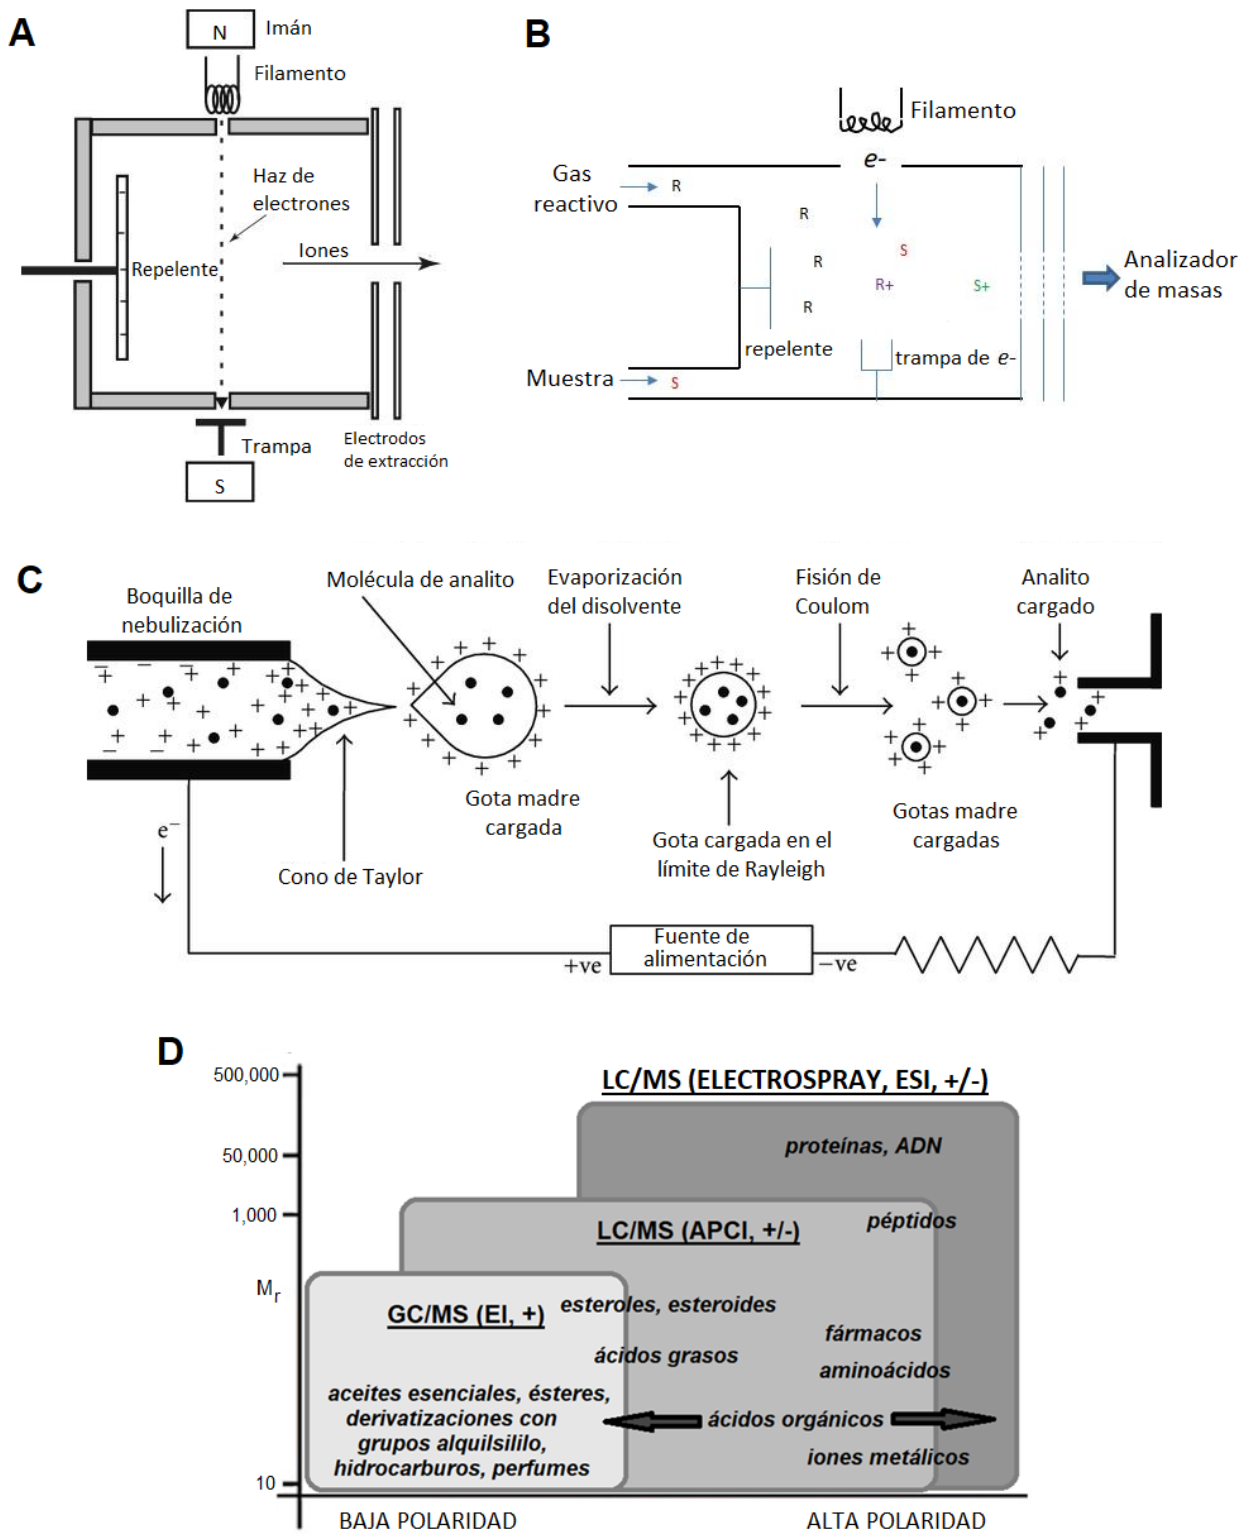 A
N
Imán
Filamento
Haz de
electrones
Iones
Repelente
Trampa
S
Electrodos
de extracción
B
Filamento
e-
Gas
reactivo
R
R
R
R
S
R+
S+
Analizador
de masas
repelente
trampa de e-
Muestra
S
C
Boquilla de
nebulización
Molécula de analito
Evaporización
del disolvente
Fisión de
Coulom
Analito
cargado
Gota madre
cargada
Gota cargada en el
límite de Rayleigh
Gotas madre
cargadas
e−
Cono de Taylor
Fuente de
alimentación
+ve
−ve
D
500,000
50,000
1,000
Mr
10
LC/MS (ELECTROSPRAY, ESI, +/-)
proteínas, ADN
péptidos
LC/MS (APCI, +/-)
GC/MS (EI, +)
esteroles, esteroides
fármacos
ácidos grasos
aminoácidos
aceites esenciales, ésteres,
derivatizaciones con
grupos alquilsililo,
hidrocarburos, perfumes
ácidos orgánicos
iones metálicos
BAJA POLARIDAD
ALTA POLARIDAD